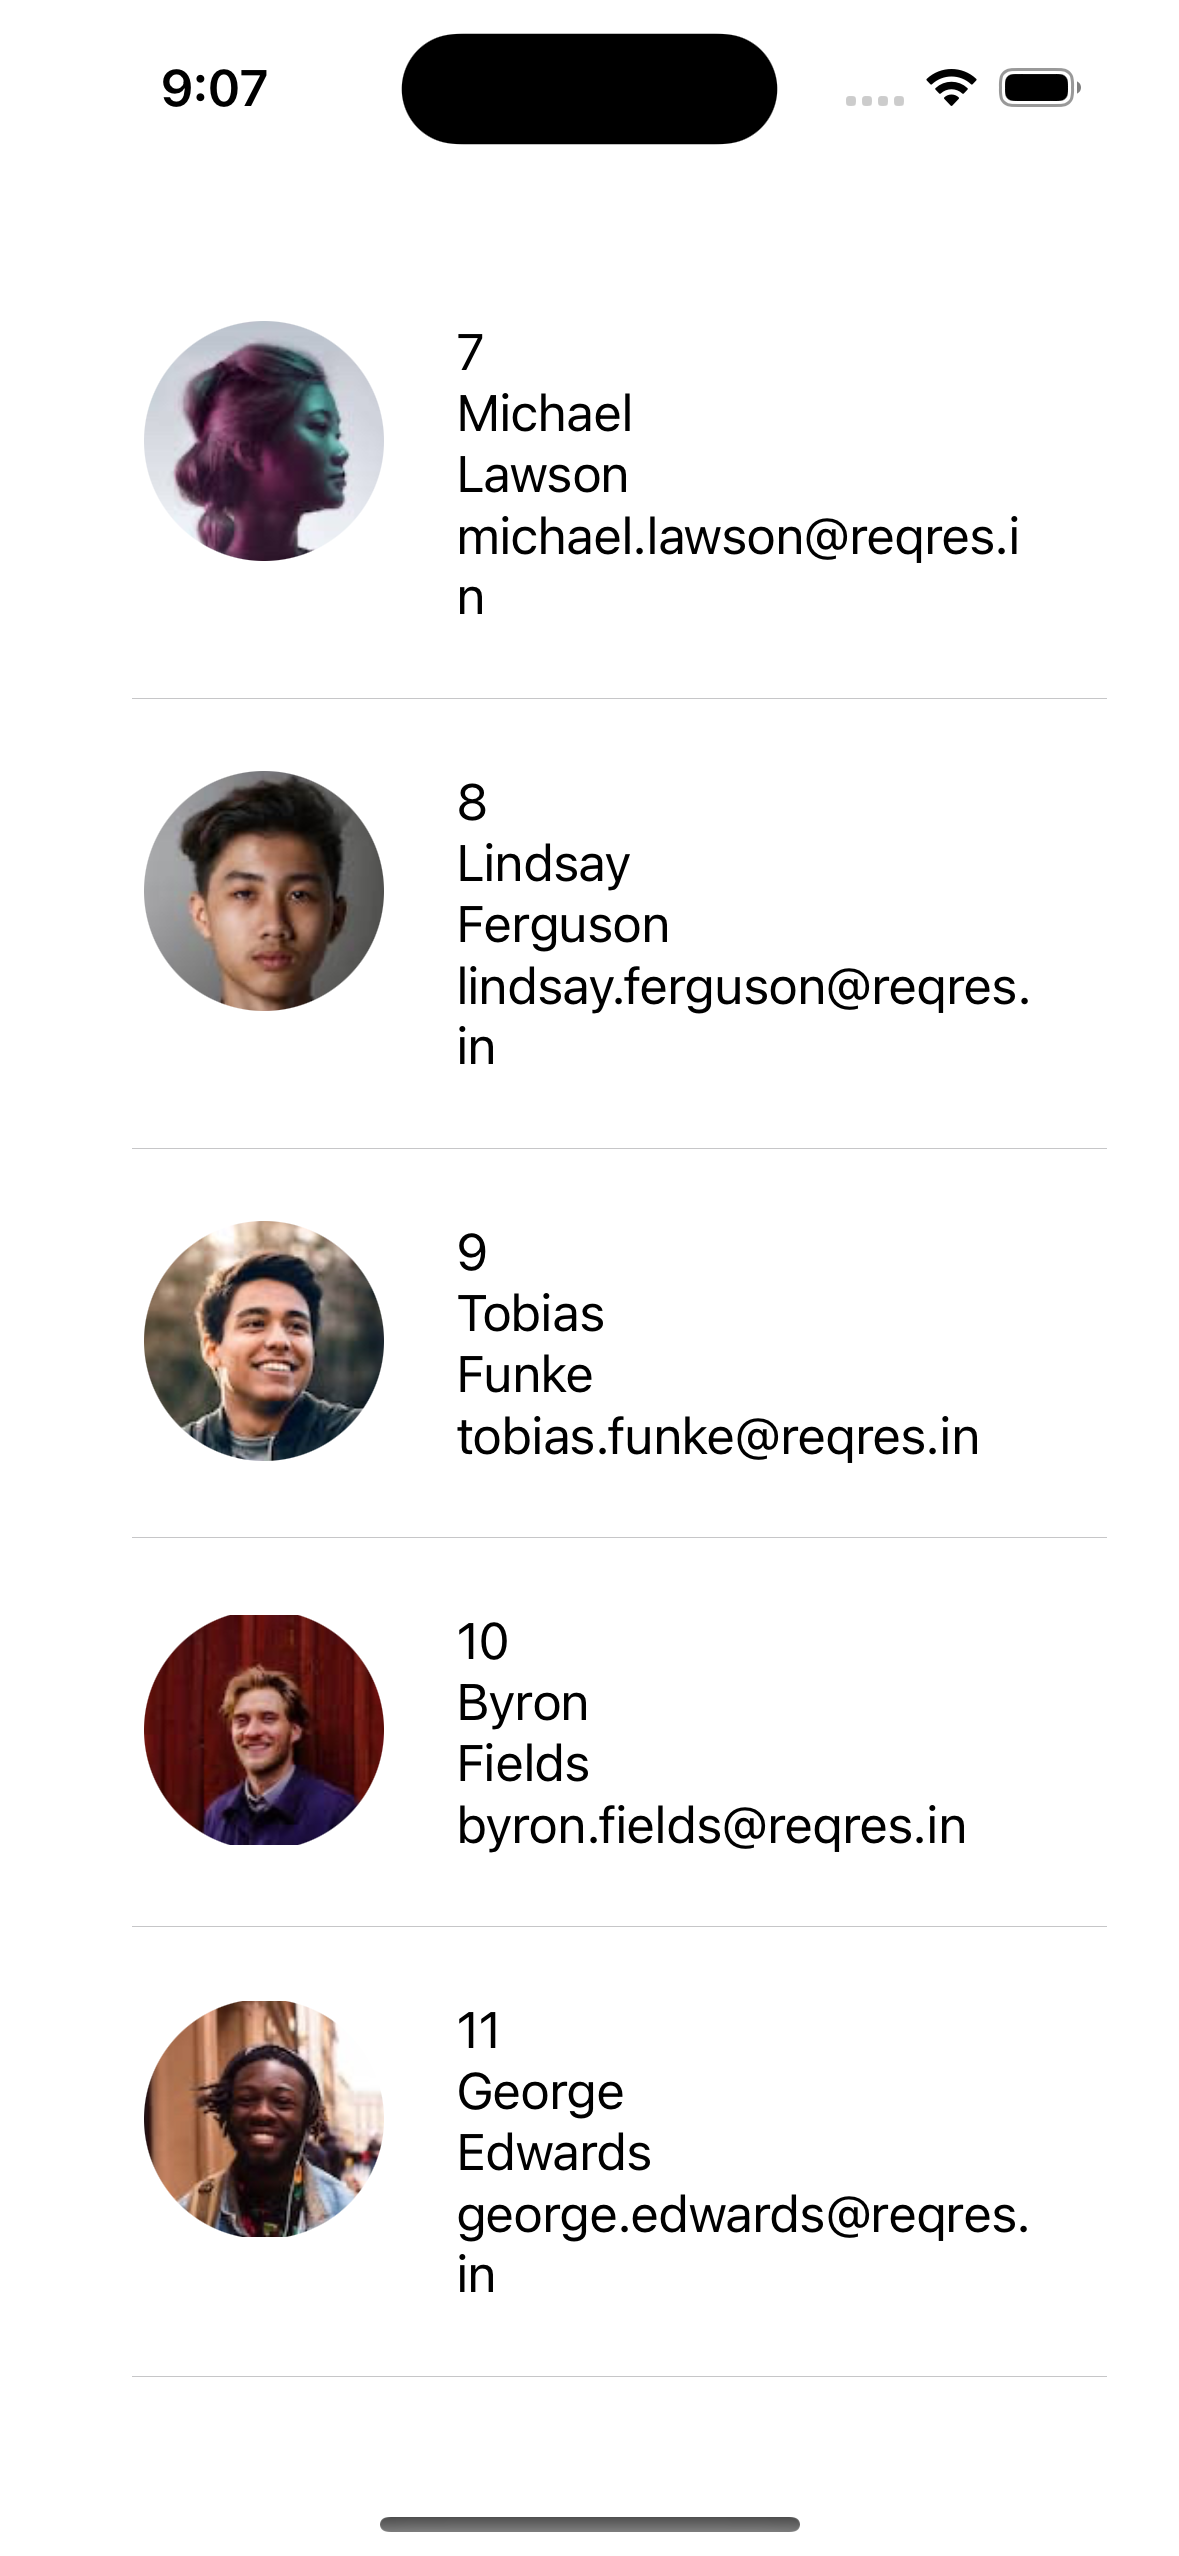 9:07
7
Michael
Lawson
michael.lawson@reqres.i
n
8
Lindsay
Ferguson
lindsay.ferguson@reqres.
in
9
Tobias
Funke
tobias.funke@reqres.in
10
Byron
Fields
byron.fields@reqres.in
11
George
Edwards
george.edwards@reqres.
in